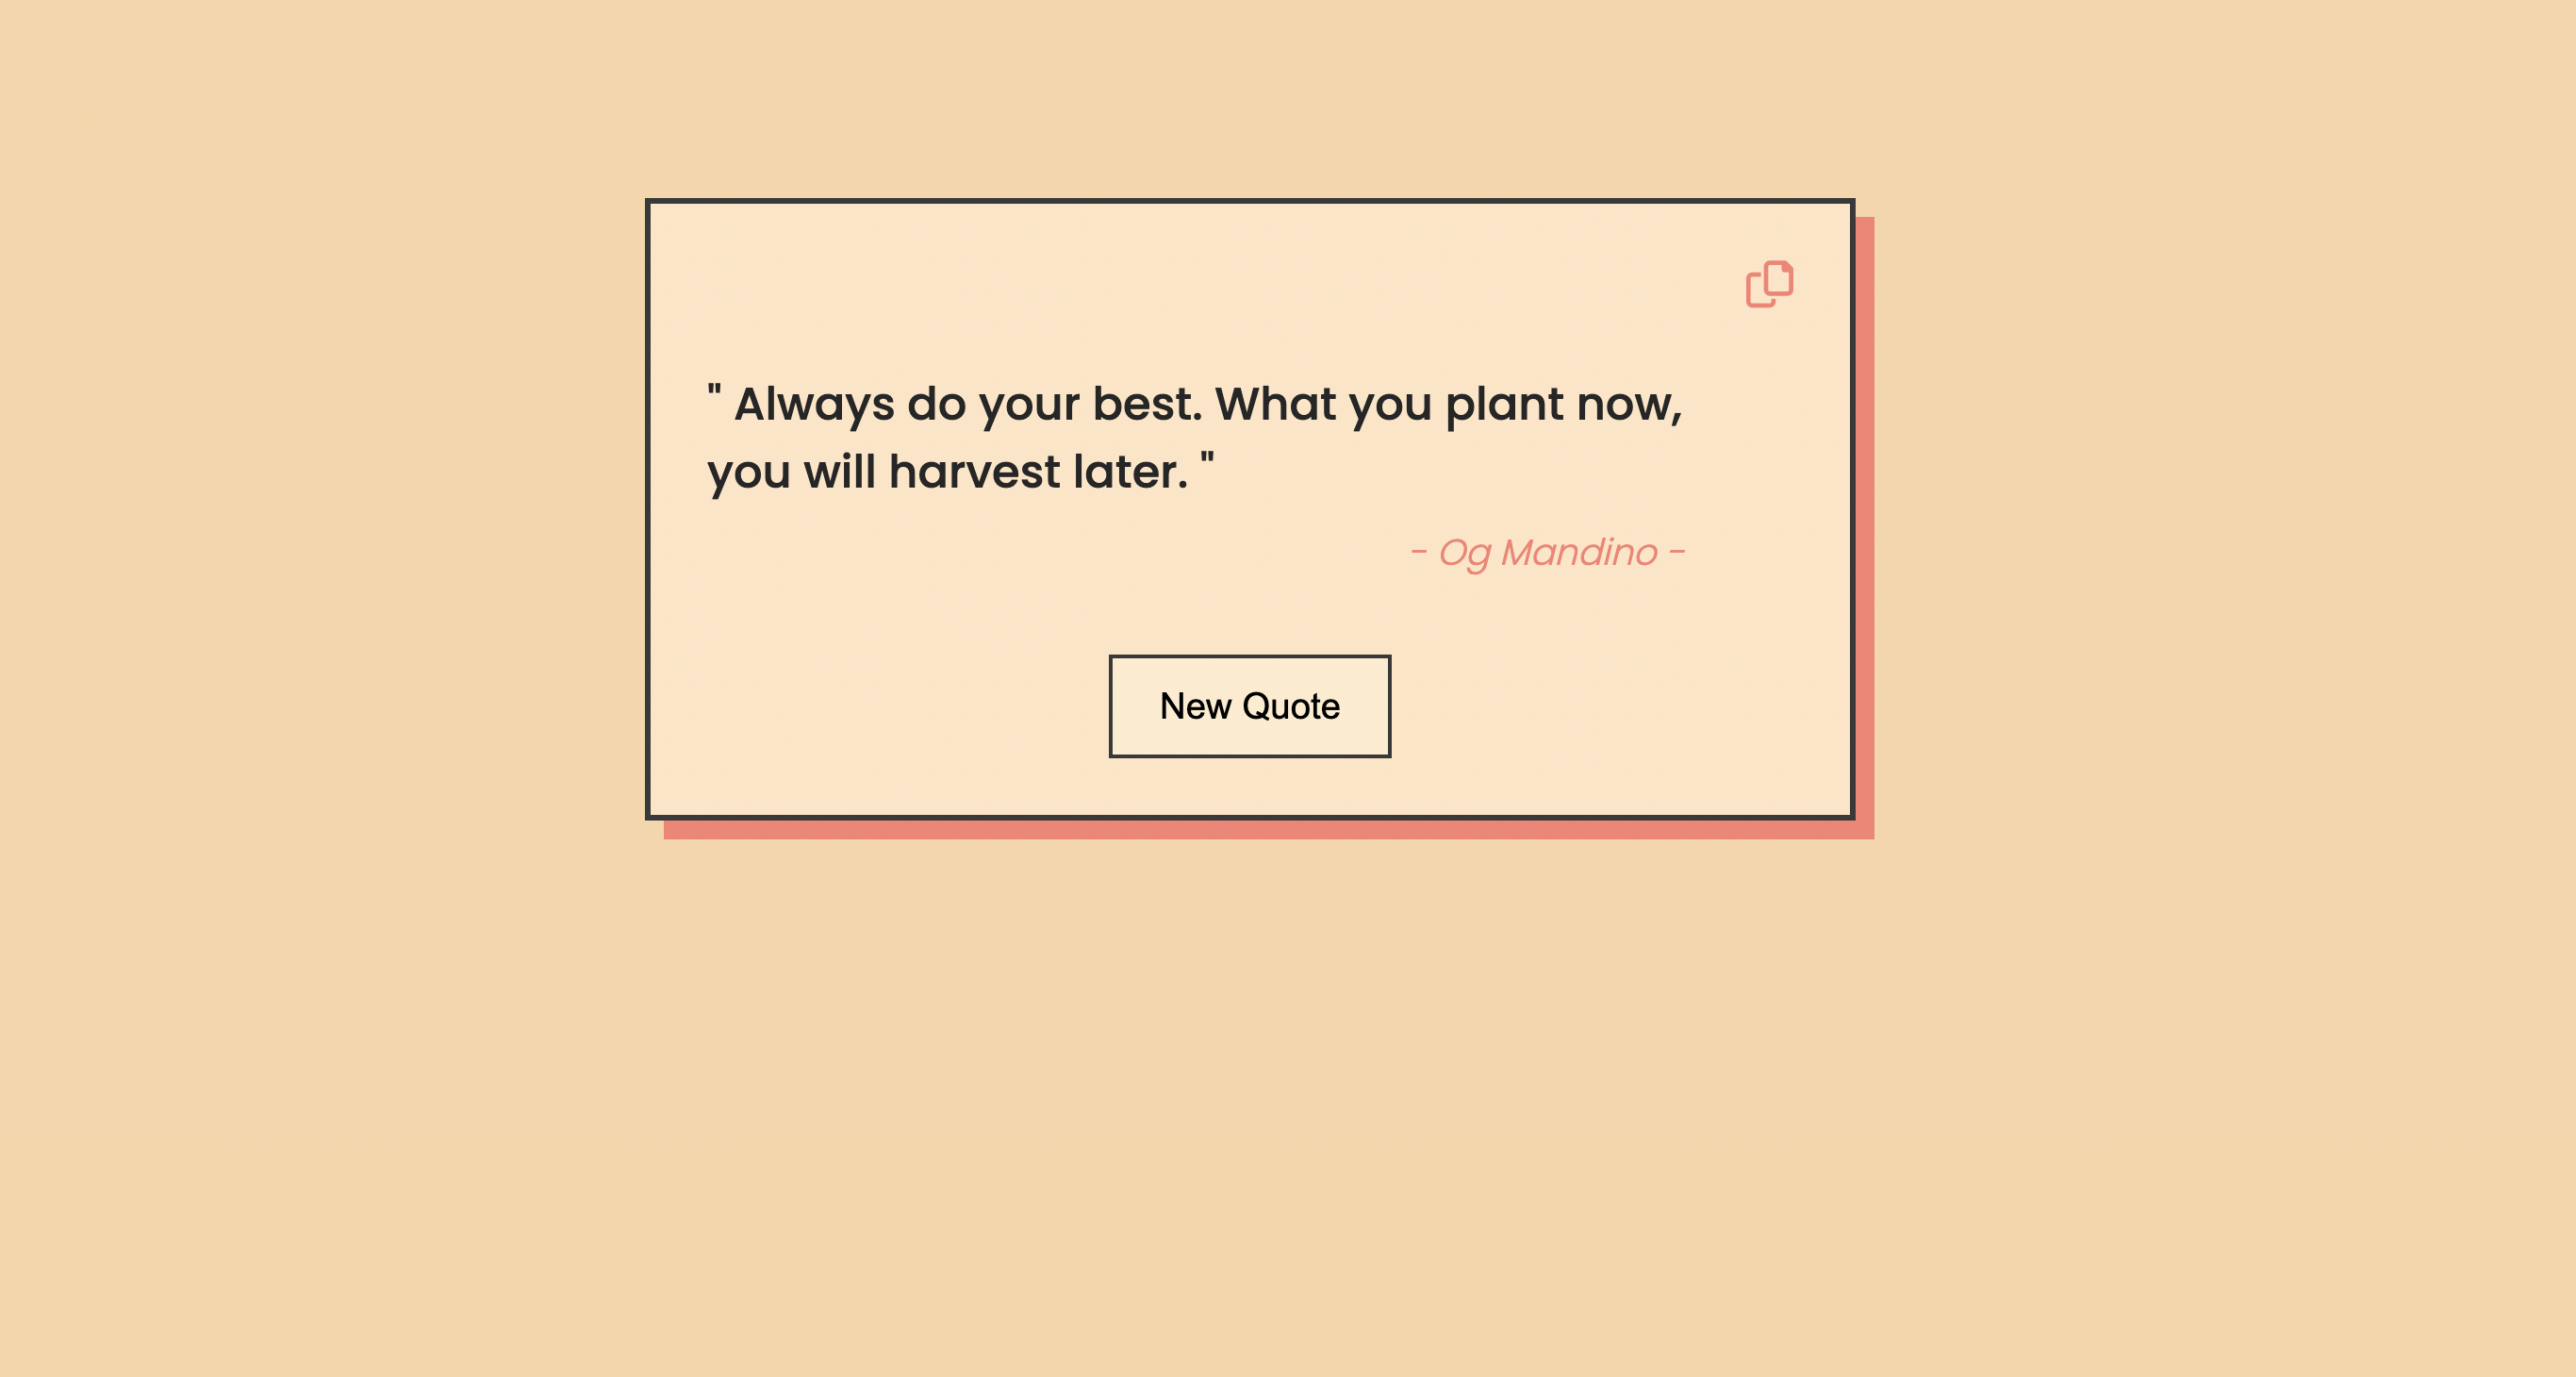 " Always do your best. What you plant now,
you will harvest later. "
- Og Mandino -
New Quote